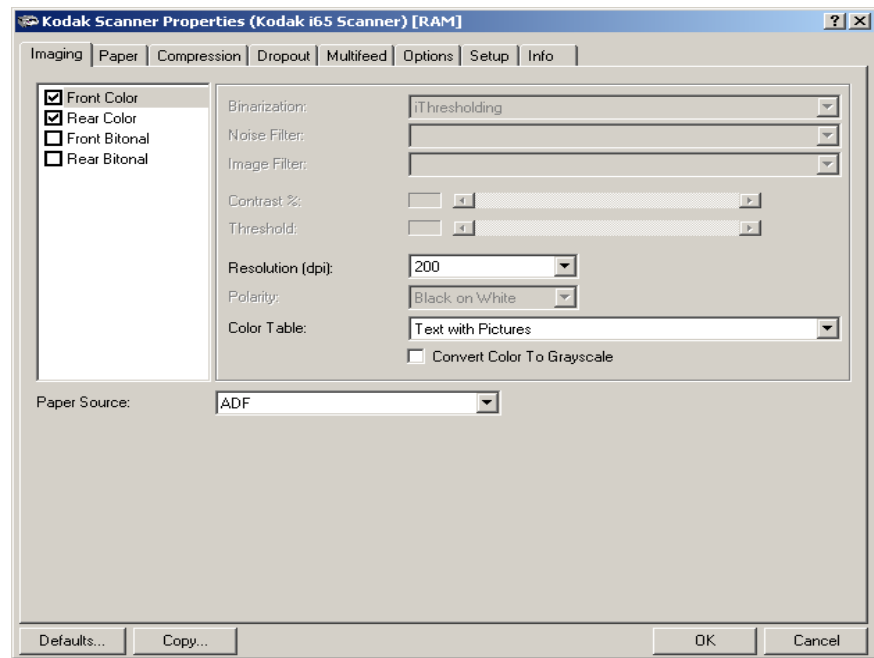 Kodak Scanner Properties (Kodak i65 Scanner) [RAM]
Imaging Paper Compression Dropout Multifeed Options Setup Info
Front Color
Rear Color
Front Bitonal
Rear Bitonal
Binarization: iThresholding
Noise Filter:
Image Filter:
Contrast %:
Threshold:
Resolution (dpi): 200
Polarity: Black on White
Color Table: Text with Pictures
Convert Color To Grayscale
Paper Source: ADF
Defaults... Copy... OK Cancel